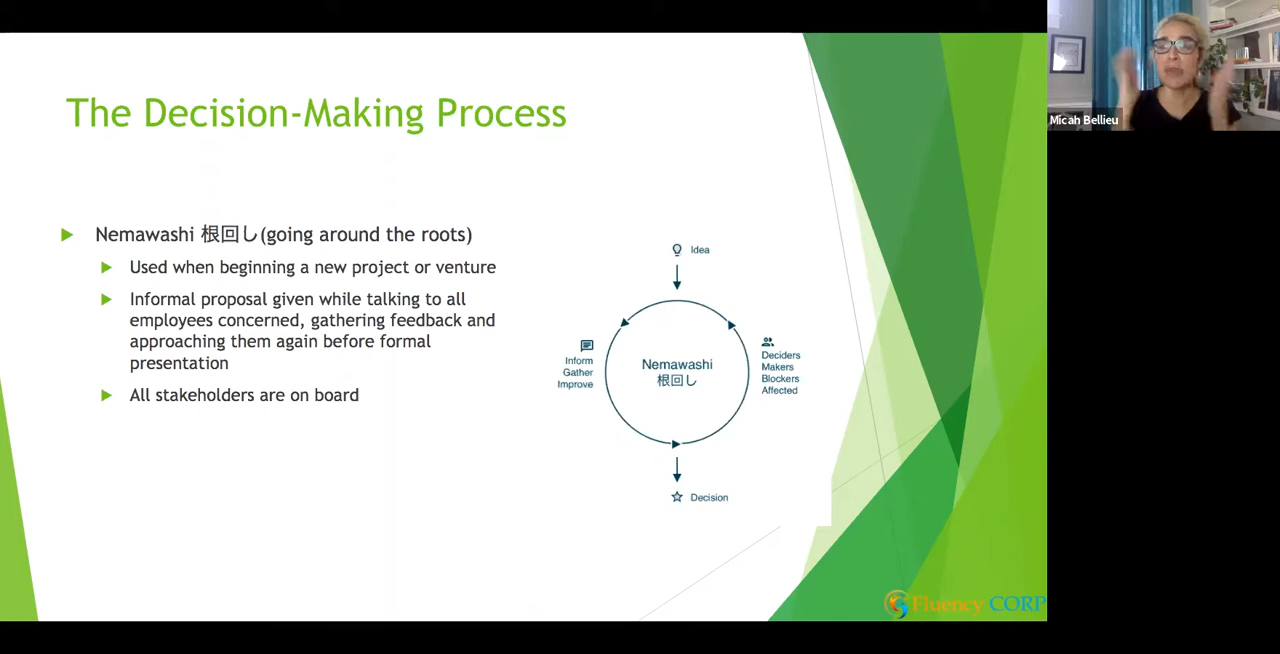 The Decision-Making Process
Nemawashi 根回し(going around the roots)
Used when beginning a new project or venture
Informal proposal given while talking to all
employees concerned, gathering feedback and
approaching them again before formal
presentation
All stakeholders are on board
Idea
Inform
Gather
Improve
Nemawashi
根回し
Deciders
Makers
Blockers
Affected
Decision
Fluency CORP
Micah Bellieu